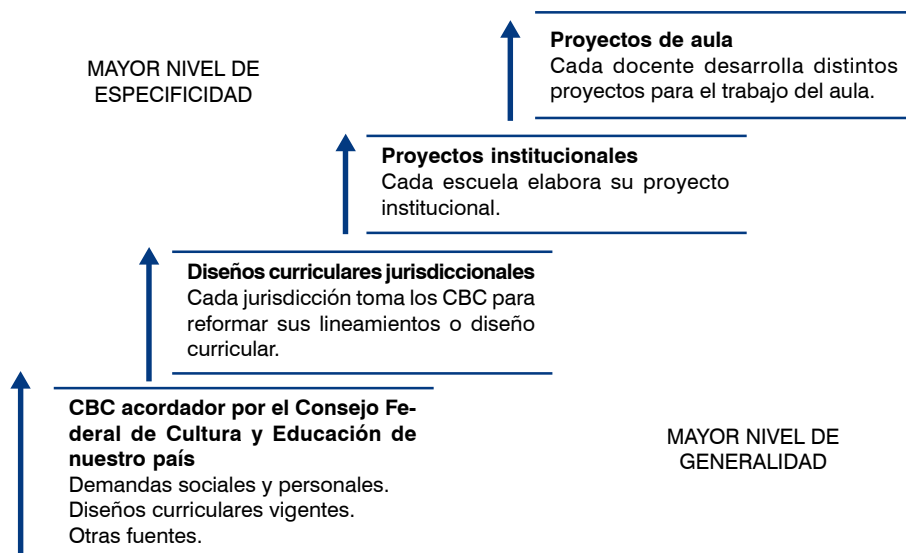 Proyectos de aula
Cada docente desarrolla distintos
proyectos para el trabajo del aula.
MAYOR NIVEL DE
ESPECIFICIDAD
Proyectos institucionales
Cada escuela elabora su proyecto
institucional.
Diseños curriculares jurisdiccionales
Cada jurisdicción toma los CBC para
reformar sus lineamientos o diseño
curricular.
CBC acordador por el Consejo Fe-
deral de Cultura y Educación de
nuestro país
Demandas sociales y personales.
Diseños curriculares vigentes.
Otras fuentes.
MAYOR NIVEL DE
GENERALIDAD